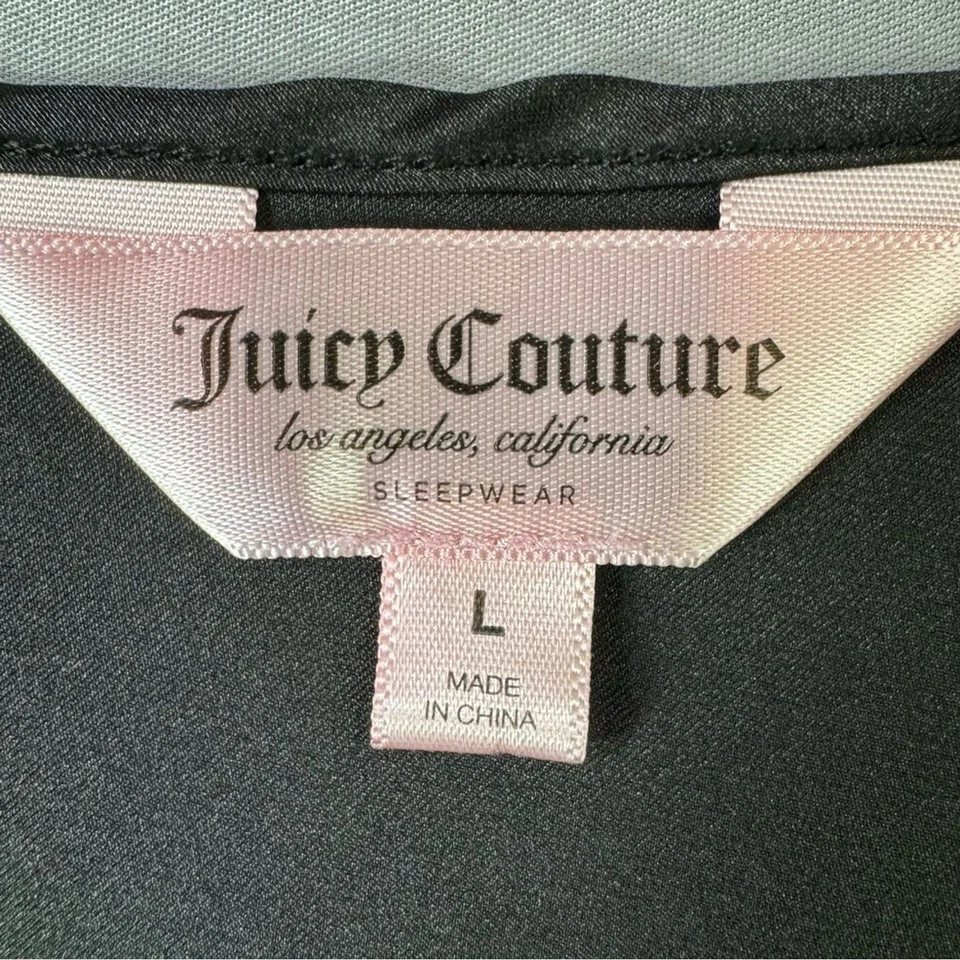 Juicy Couture
los angeles, california
SLEEPWEAR
L
MADE
IN CHINA